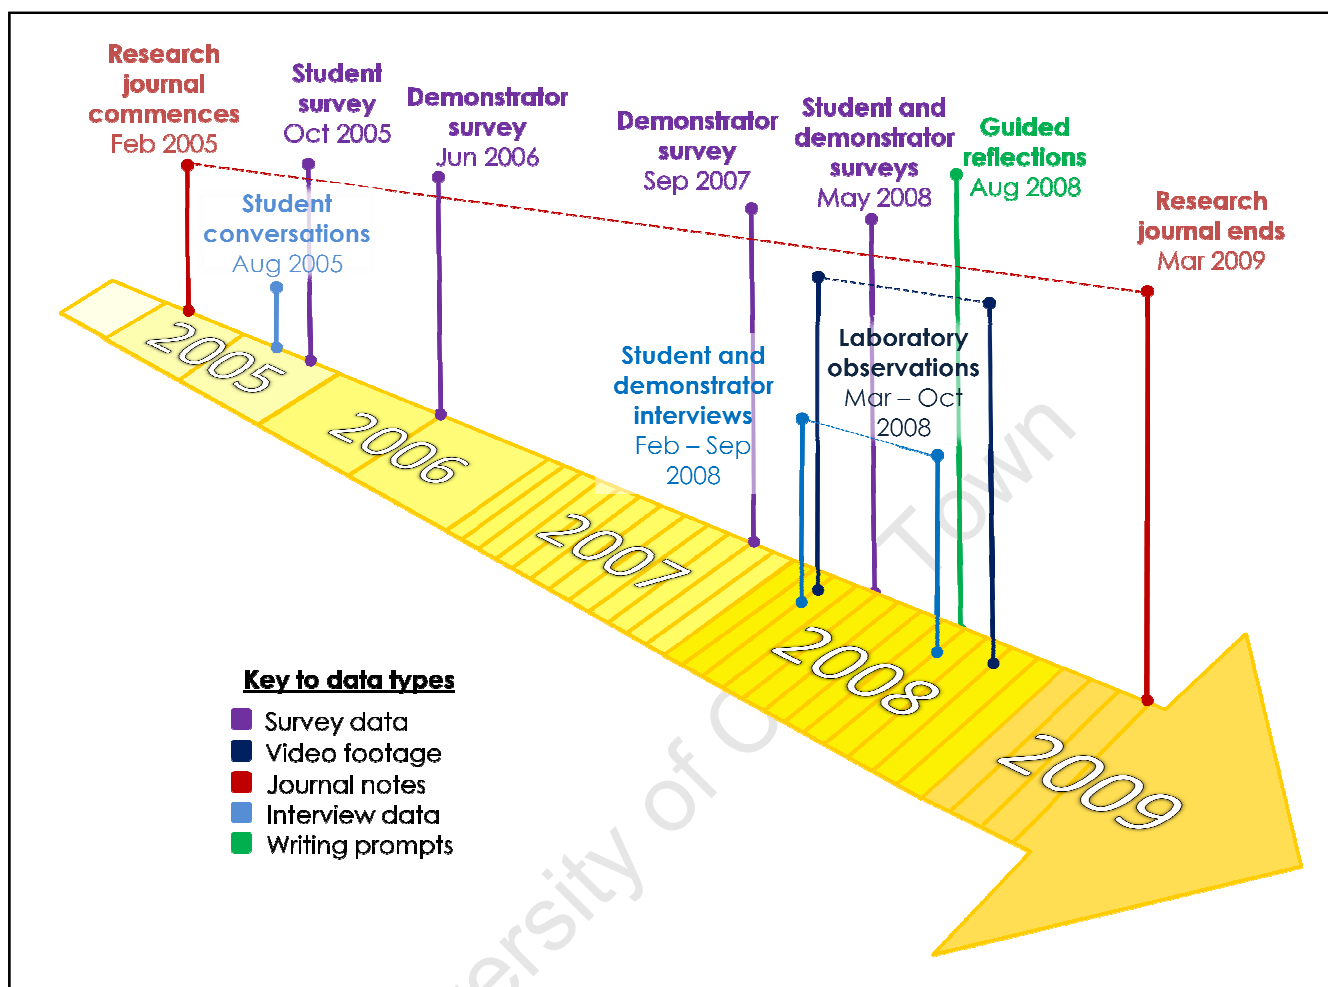 Research
journal
commences
Feb 2005
Student
survey
Oct 2005
Demonstrator
survey
Jun 2006
Demonstrator
survey
Sep 2007
Student and
demonstrator
surveys
May 2008
Guided
reflections
Aug 2008
Research
journal ends
Mar 2009
Student
conversations
Aug 2005
Student and
demonstrator
interviews
Feb – Sep
2008
Laboratory
observations
Mar – Oct
2008
2005
2006
2007
2008
2009
Key to data types
Survey data
Video footage
Journal notes
Interview data
Writing prompts